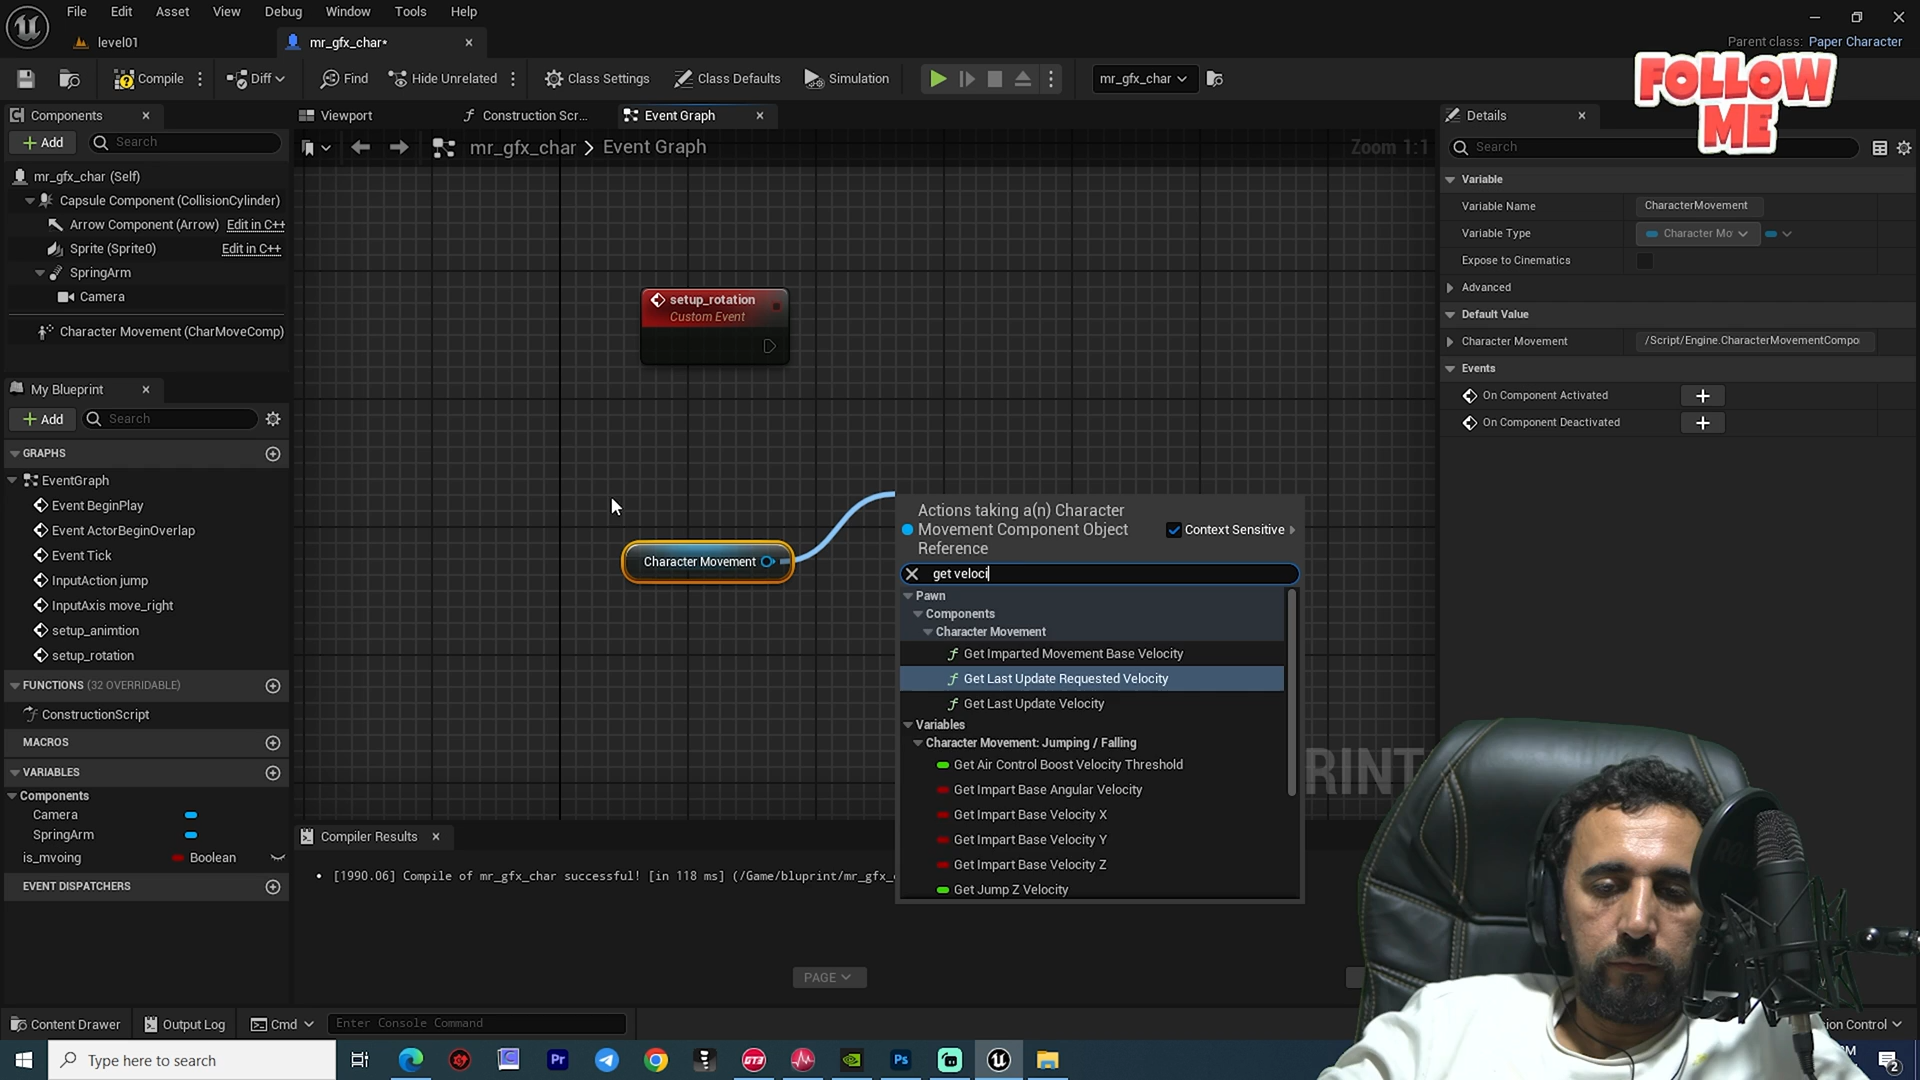 File Edit Asset View Debug Window Tools Help
level01
mr_gfx_char*
Parent class: Paper Character
Compile
Diff
Find
Hide Unrelated
Class Settings
Class Defaults
Simulation
mr_gfx_char
FOLLOW
ME
Components
Add
Search
mr_gfx_char (Self)
Capsule Component (CollisionCylinder)
Arrow Component (Arrow) Edit in C++
Sprite (Sprite0) Edit in C++
SpringArm
Camera
Character Movement (CharMoveComp)
My Blueprint
Add
Search
GRAPHS
EventGraph
Event BeginPlay
Event ActorBeginOverlap
Event Tick
InputAction jump
InputAxis move_right
setup_animtion
setup_rotation
FUNCTIONS (32 OVERRIDABLE)
ConstructionScript
MACROS
VARIABLES
Components
Camera
SpringArm
is_mvoing Boolean
EVENT DISPATCHERS
Viewport
Construction Scr...
Event Graph
mr_gfx_char > Event Graph
Zoom 1:1
setup_rotation
Custom Event
Character Movement
Actions taking a(n) Character
Movement Component Object
Reference
Context Sensitive
get veloci
Pawn
Components
Character Movement
Get Imparted Movement Base Velocity
Get Last Update Requested Velocity
Get Last Update Velocity
Variables
Character Movement: Jumping / Falling
Get Air Control Boost Velocity Threshold
Get Impart Base Angular Velocity
Get Impart Base Velocity X
Get Impart Base Velocity Y
Get Impart Base Velocity Z
Get Jump Z Velocity
RINT
Compiler Results
[1990.06] Compile of mr_gfx_char successful! [in 118 ms] (/Game/bluprint/mr_gfx_c
PAGE
Details
Search
Variable
Variable Name CharacterMovement
Variable Type Character Mo
Expose to Cinematics
Advanced
Default Value
Character Movement /Script/Engine.CharacterMovementCompo
Events
On Component Activated
On Component Deactivated
Content Drawer
Output Log
Cmd
Enter Console Command
sion Control
Type here to search
Pr
GT3
Ps
M
2